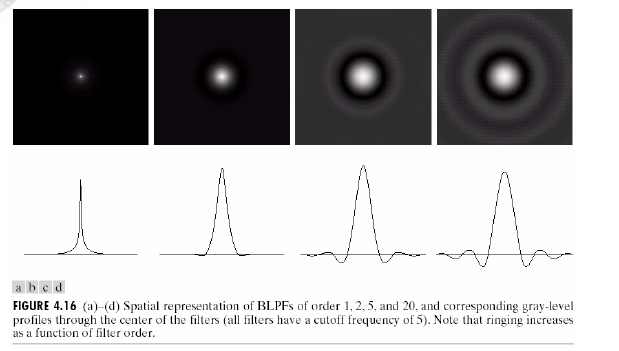 a b c d
FIGURE 4.16 (a)–(d) Spatial representation of BLPFs of order 1, 2, 5, and 20, and corresponding gray-level
profiles through the center of the filters (all filters have a cutoff frequency of 5). Note that ringing increases
as a function of filter order.